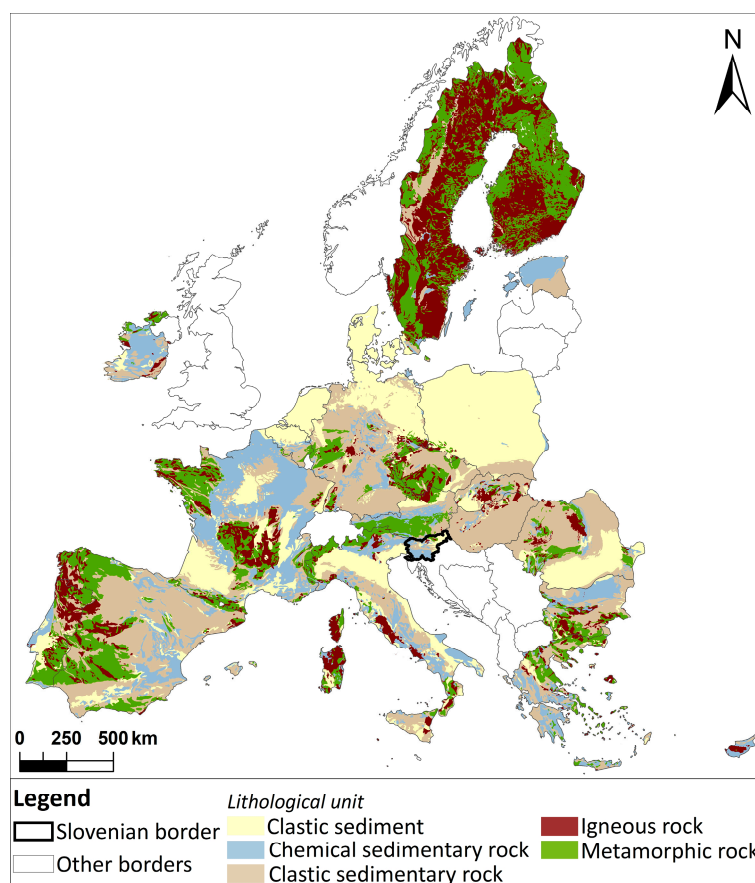 N
0 250 500 km
Legend
Slovenian border
Other borders
Lithological unit
Clastic sediment
Chemical sedimentary rock
Clastic sedimentary rock
Igneous rock
Metamorphic rock